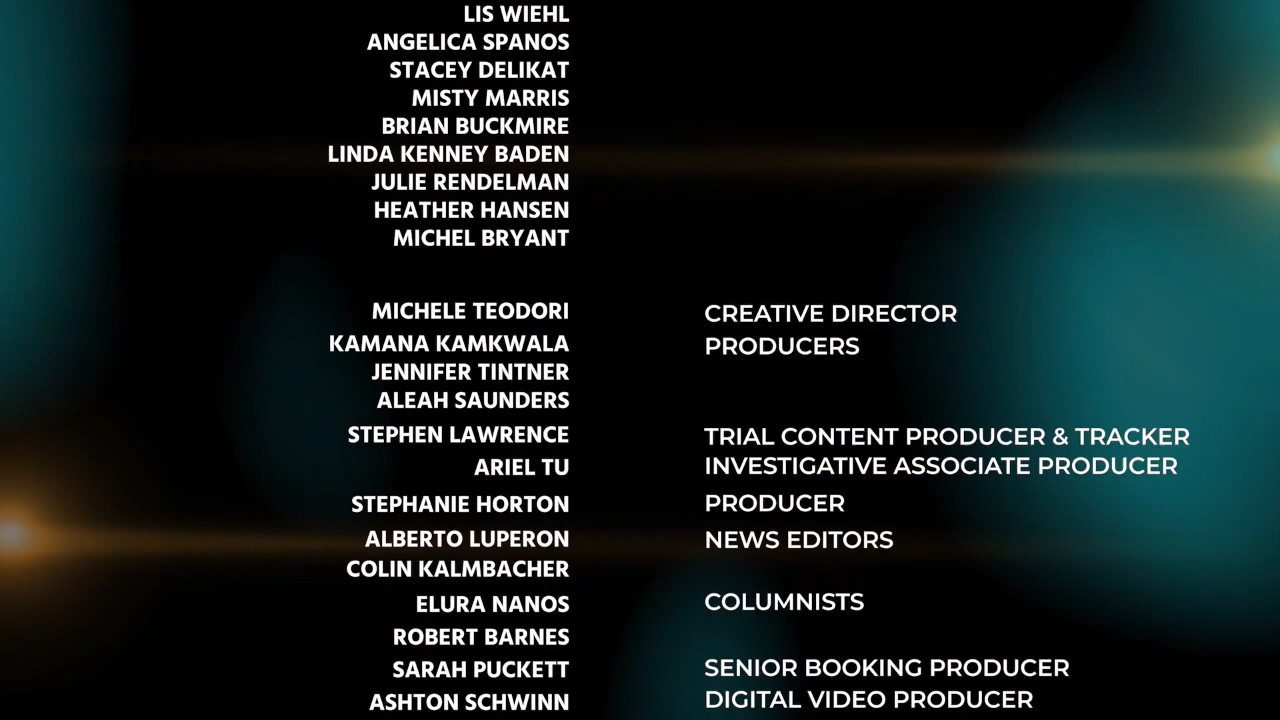 LIS WIEHL
ANGELICA SPANOS
STACEY DELIKAT
MISTY MARRIS
BRIAN BUCKMIRE
LINDA KENNEY BADEN
JULIE RENDELMAN
HEATHER HANSEN
MICHEL BRYANT
MICHELE TEODORI CREATIVE DIRECTOR
KAMANA KAMKWALA PRODUCERS
JENNIFER TINTNER
ALEAH SAUNDERS
STEPHEN LAWRENCE TRIAL CONTENT PRODUCER & TRACKER
ARIEL TU INVESTIGATIVE ASSOCIATE PRODUCER
STEPHANIE HORTON PRODUCER
ALBERTO LUPERON NEWS EDITORS
COLIN KALMBACHER
ELURA NANOS COLUMNISTS
ROBERT BARNES
SARAH PUCKETT SENIOR BOOKING PRODUCER
ASHTON SCHWINN DIGITAL VIDEO PRODUCER